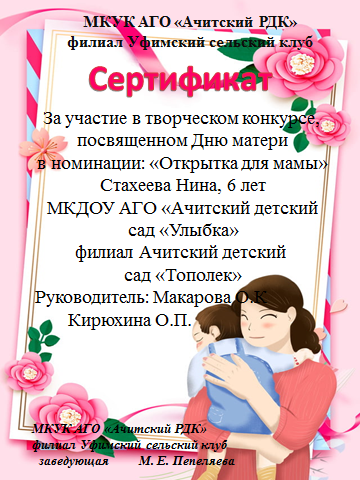 МКУК АГО «Ачитский РДК»
филиал Уфимский сельский клуб
Сертификат
За участие в творческом конкурсе,
посвященном Дню матери
в номинации: «Открытка для мамы»
Стахеева Нина, 6 лет
МКДОУ АГО «Ачитский детский
сад «Улыбка»
филиал Ачитский детский
сад «Тополек»
Руководитель: Макарова О.К
Кирюхина О.П.
МКУК АГО «Ачитский РДК»
филиал Уфимский сельский клуб
заведующая М. Е. Пепеляева